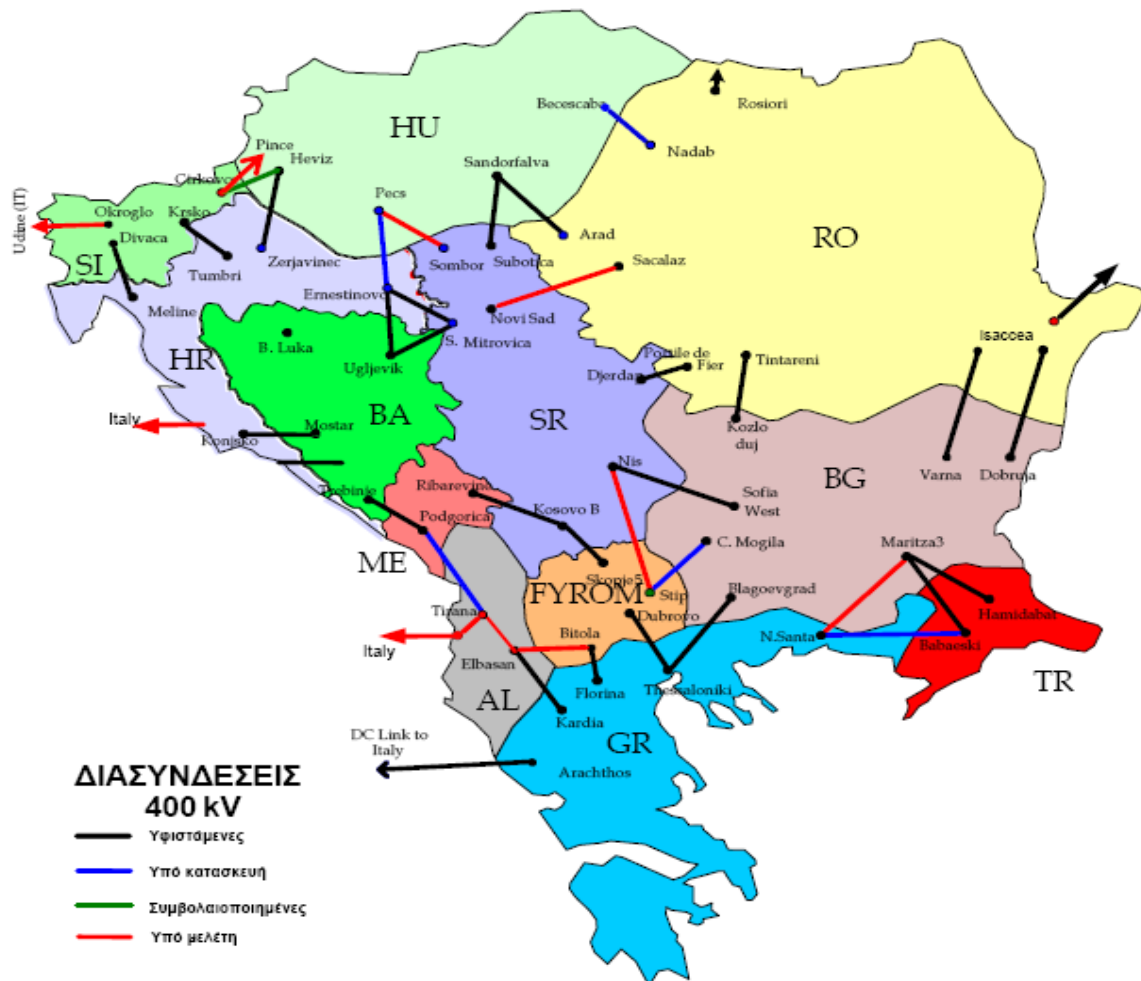 Rosiori
Becescaba
HU
Nadab
Pince
Heviz
Sandorfalva
Cirkovce
Pecs
Udine (IT)
Okroglo
Krsko
Divaca
RO
Arad
SI
Tumbri
Zerjavinec
Sombor
Subotica
Sacalaz
Ernestinovo
Meline
Novi Sad
B. Luka
S. Mitrovica
Isaccea
HR
Ugljevik
Portile de
Fier
Tintareni
Djerdap
Italy
BA
SR
Kozlo
duj
Konjsko
Mostar
Nis
BG
Varna
Dobruja
Trebinje
Ribarevina
Sofia
West
Podgorica
Kosovo B
C. Mogila
Maritza3
ME
Skopje5
FYROM
Stip
Blagoevgrad
Hamidabat
Tirana
Dubrovo
Italy
Bitola
N.Santa
Babaeski
Elbasan
TR
AL
Florina
Thessaloniki
Kardia
DC Link to
Italy
GR
Arachthos
ΔΙΑΣΥΝΔΕΣΕΙΣ
400 kV
Υφιστάμενες
Υπό κατασκευή
Συμβολαιοποιημένες
Υπό μελέτη